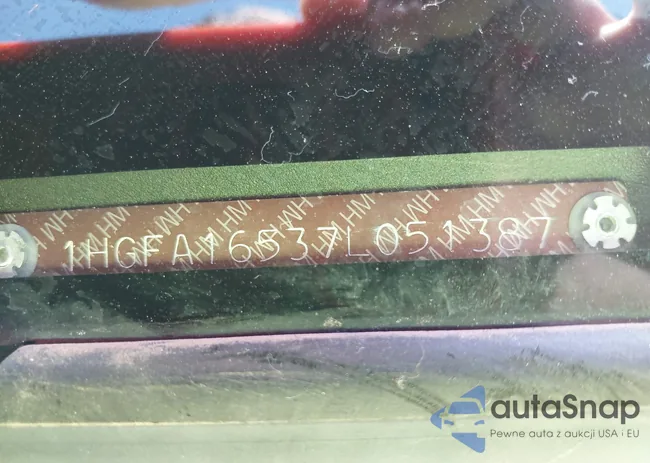 1HGFA16537L051387
autaSnap
Pewne auta z aukcji USA i EU